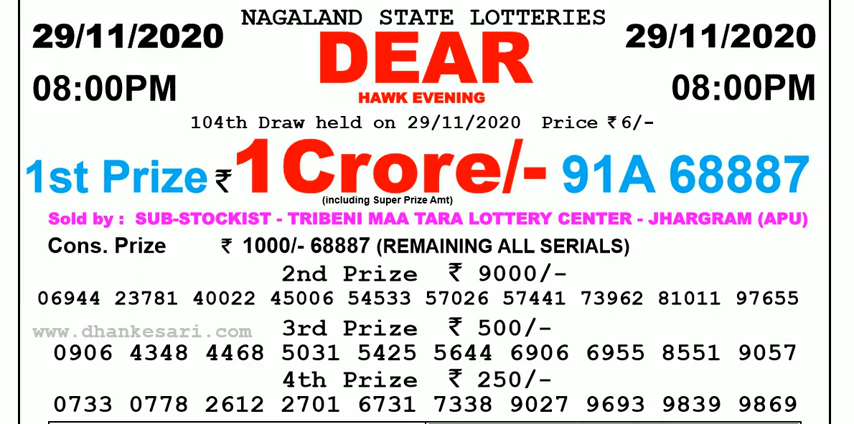 NAGALAND STATE LOTTERIES
29/11/2020 DEAR 29/11/2020
08:00PM HAWK EVENING 08:00PM
104th Draw held on 29/11/2020 Price ₹ 6/-
1st Prize ₹ 1Crore/- 91A 68887
(including Super Prize Amt)
Sold by : SUB-STOCKIST - TRIBENI MAA TARA LOTTERY CENTER - JHARGRAM (APU)
Cons. Prize ₹ 1000/- 68887 (REMAINING ALL SERIALS)
2nd Prize ₹ 9000/-
06944 23781 40022 45006 54533 57026 57441 73962 81011 97655
www.dhankesari.com 3rd Prize ₹ 500/-
0906 4348 4468 5031 5425 5644 6906 6955 8551 9057
4th Prize ₹ 250/-
0733 0778 2612 2701 6731 7338 9027 9693 9839 9869